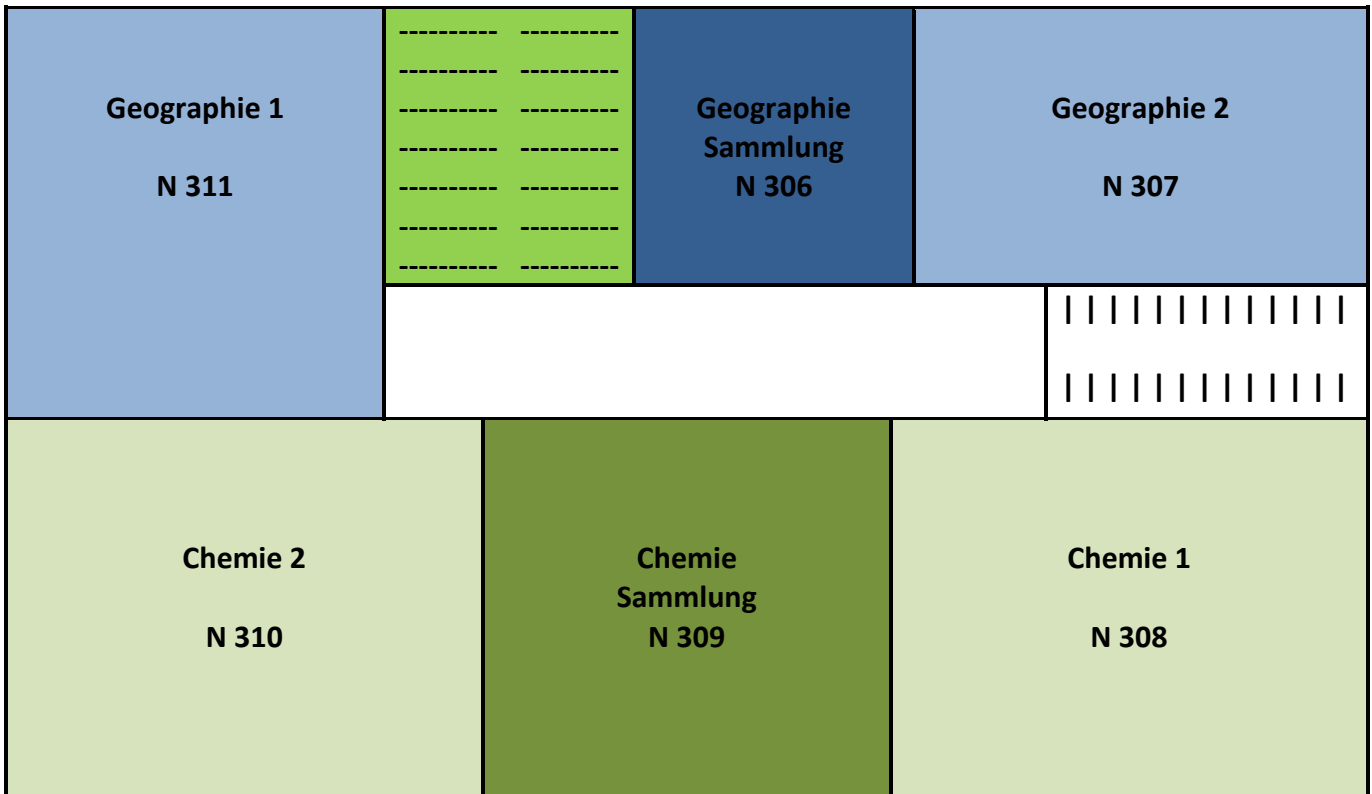 Geographie 1
N 311
Geographie
Sammlung
N 306
Geographie 2
N 307
Chemie 2
N 310
Chemie
Sammlung
N 309
Chemie 1
N 308